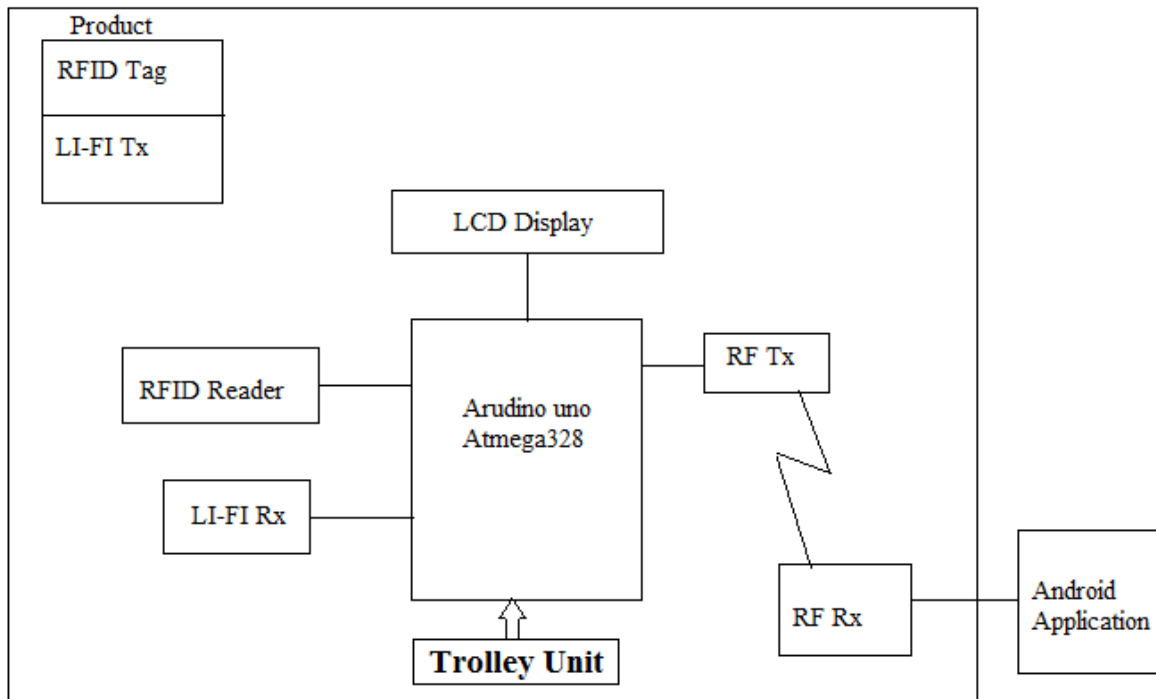 Product
RFID Tag
LI-FI Tx
LCD Display
RFID Reader
Arudino uno
Atmega328
RF Tx
LI-FI Rx
RF Rx
Android
Application
Trolley Unit